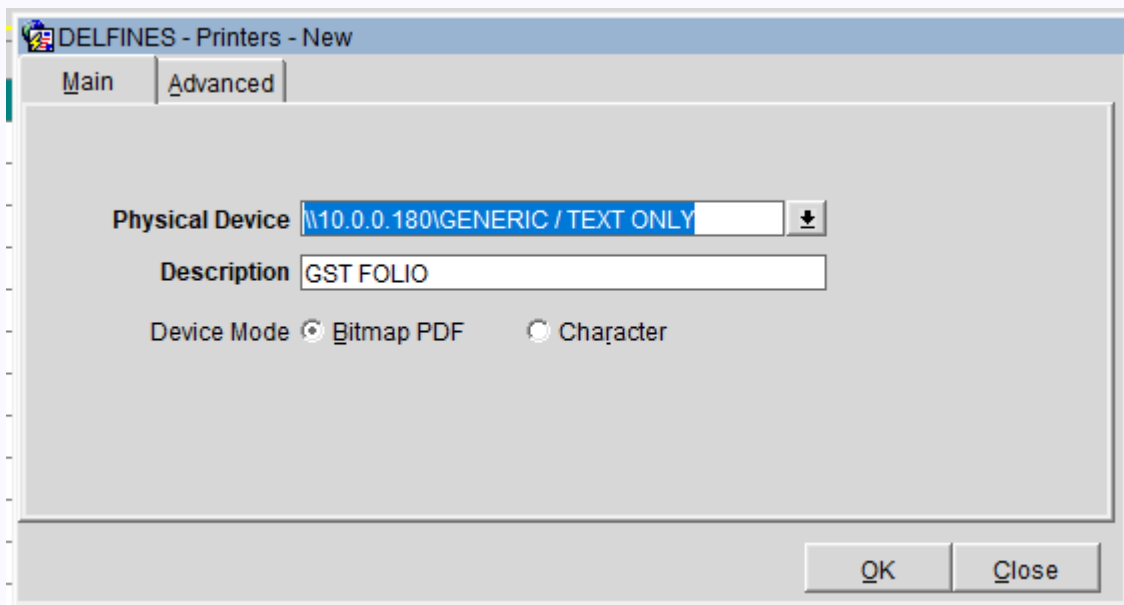 DELFINES - Printers - New
Main Advanced
Physical Device \\10.0.0.180\GENERIC / TEXT ONLY
Description GST FOLIO
Device Mode Bitmap PDF Character
OK Close